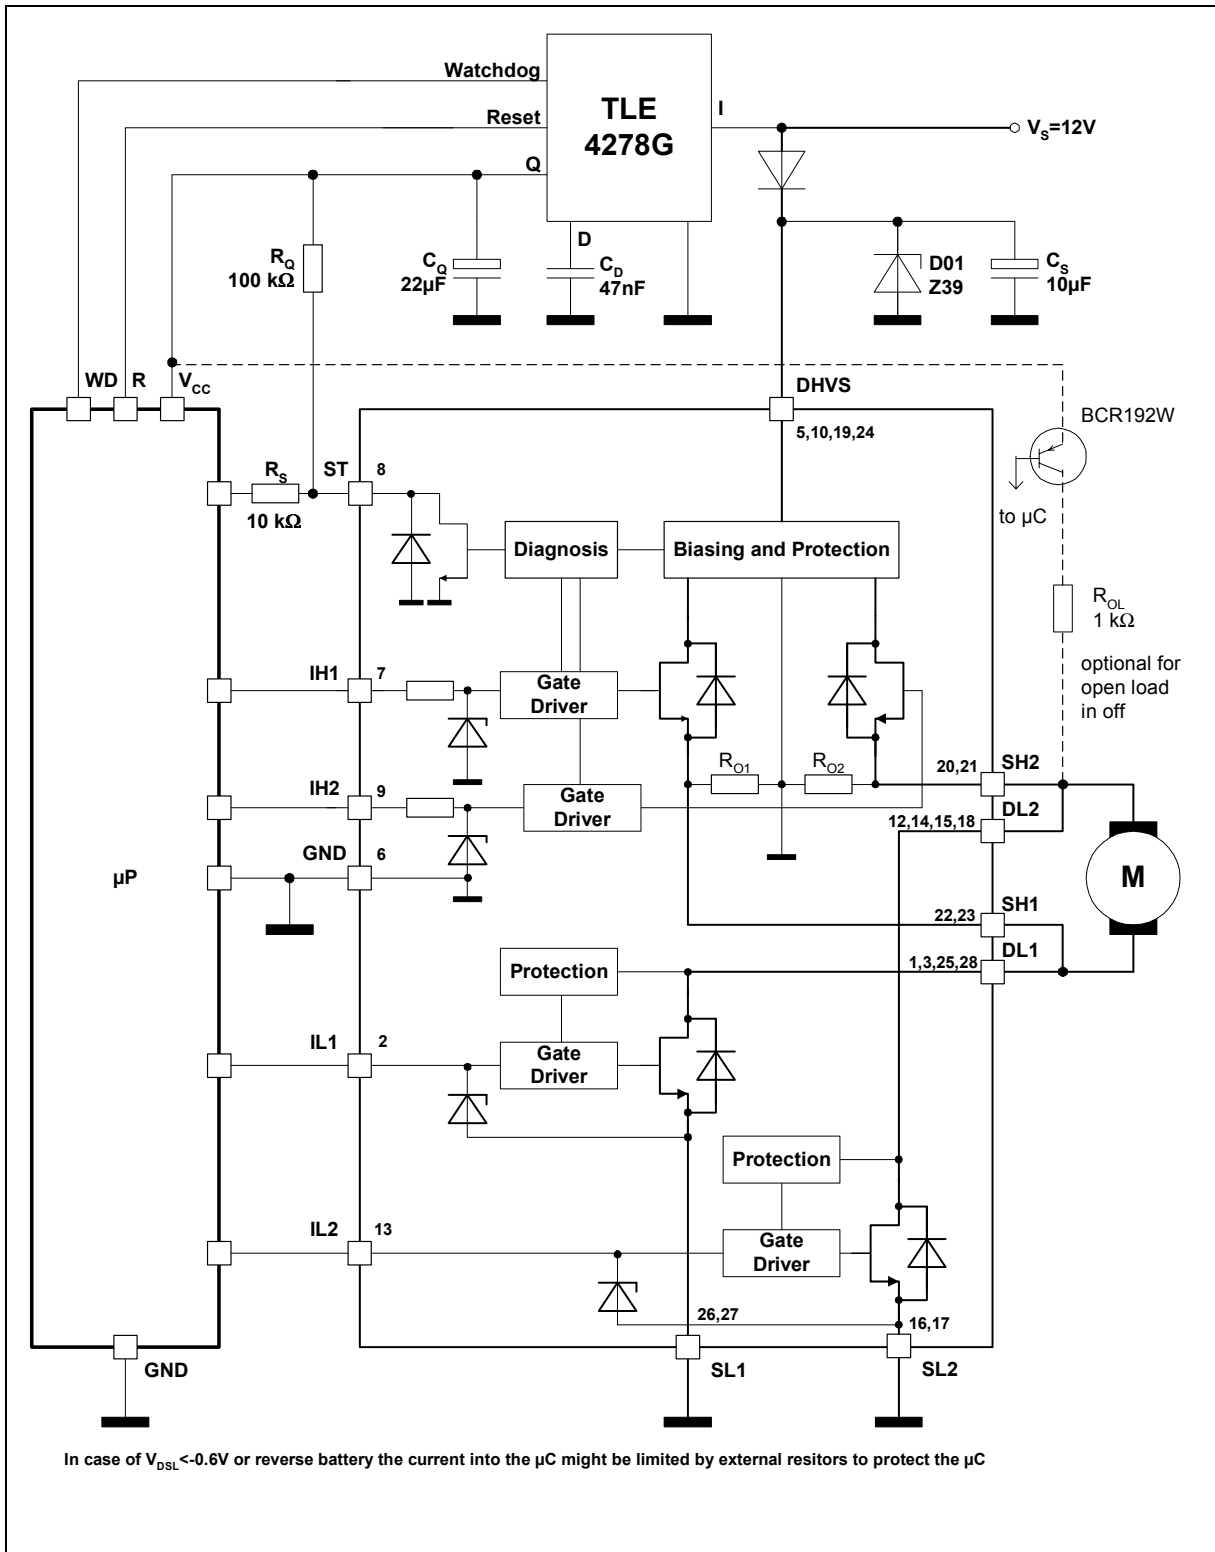 Watchdog
TLE
4278G
I
Reset
V_S=12V
Q
D
R_Q
100 kΩ
C_Q
22µF
C_D
47nF
D01
Z39
C_S
10µF
WD
R
V_CC
DHVS
5,10,19,24
BCR192W
to µC
R_S
10 kΩ
ST
8
Diagnosis
Biasing and Protection
R_OL
1 kΩ
optional for
open load
in off
IH1
7
Gate
Driver
R_O1
R_O2
20,21
SH2
IH2
9
Gate
Driver
12,14,15,18
DL2
GND
6
µP
M
22,23
SH1
Protection
1,3,25,28
DL1
IL1
2
Gate
Driver
Protection
IL2
13
Gate
Driver
26,27
16,17
GND
SL1
SL2
In case of V_DSL<-0.6V or reverse battery the current into the µC might be limited by external resitors to protect the µC